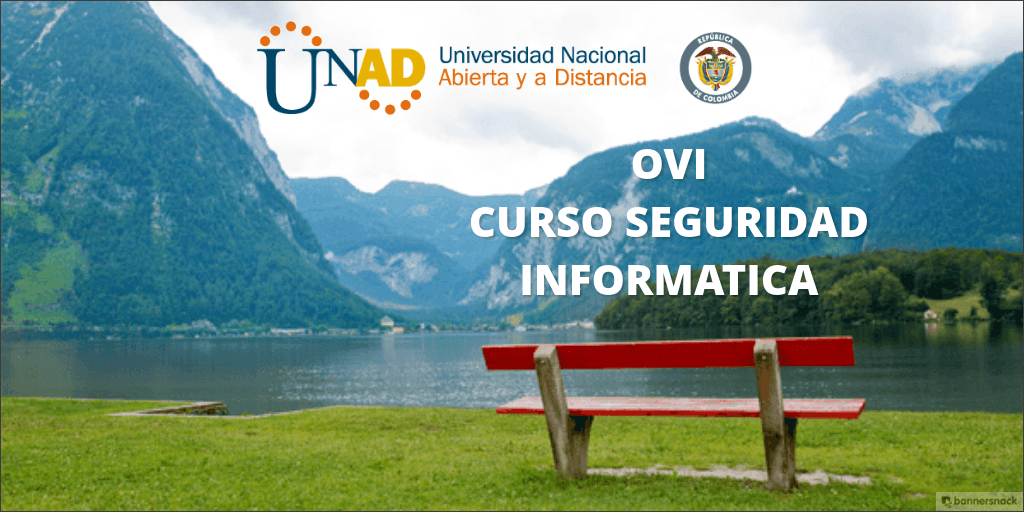 UNAD
Universidad Nacional
Abierta y a Distancia
REPÚBLICA
DE COLOMBIA
OVI
CURSO SEGURIDAD
INFORMATICA
bannersnack